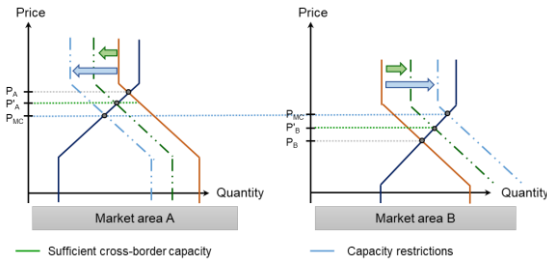 Price
P_A
P'_A
P_MC
Quantity
Market area A
Price
P_MC
P'_B
P_B
Quantity
Market area B
Sufficient cross-border capacity
Capacity restrictions